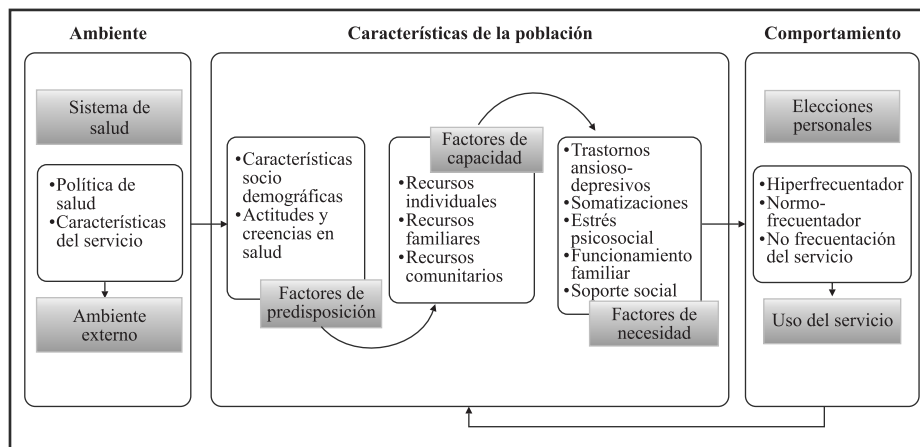 Ambiente
Características de la población
Comportamiento
Sistema de
salud
•Política de
salud
•Características
del servicio
Ambiente
externo
•Características
socio
demográficas
•Actitudes y
creencias en
salud
Factores de
predisposición
Factores de
capacidad
•Recursos
individuales
•Recursos
familiares
•Recursos
comunitarios
•Trastornos
ansioso-
depresivos
•Somatizaciones
•Estrés
psicosocial
•Funcionamiento
familiar
•Soporte social
Factores de
necesidad
Elecciones
personales
•Hiperfrecuentador
•Normo-
frecuentador
•No frecuentación
del servicio
Uso del servicio